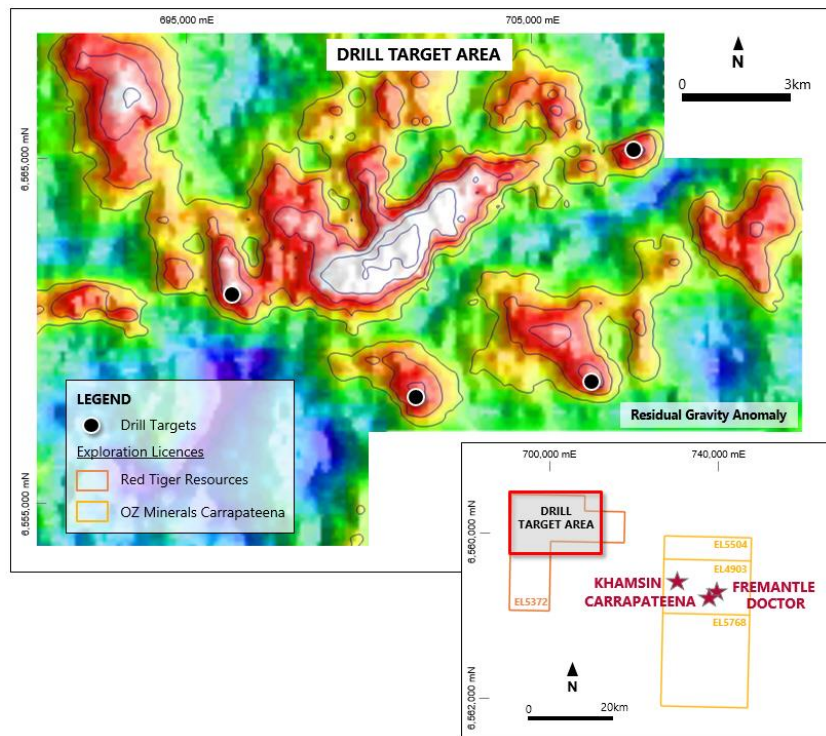 695,000 mE
705,000 mE
DRILL TARGET AREA
N
0 3km
6,565,000 mN
6,555,000 mN
LEGEND
Drill Targets
Exploration Licences
Red Tiger Resources
OZ Minerals Carrapateena
Residual Gravity Anomaly
700,000 mE
740,000 mE
DRILL
TARGET AREA
6,560,000 mN
EL5504
EL4903
KHAMSIN
CARRAPATEENA
FREMANTLE
DOCTOR
EL5372
EL5768
N
6,562,000 mN
0 20km